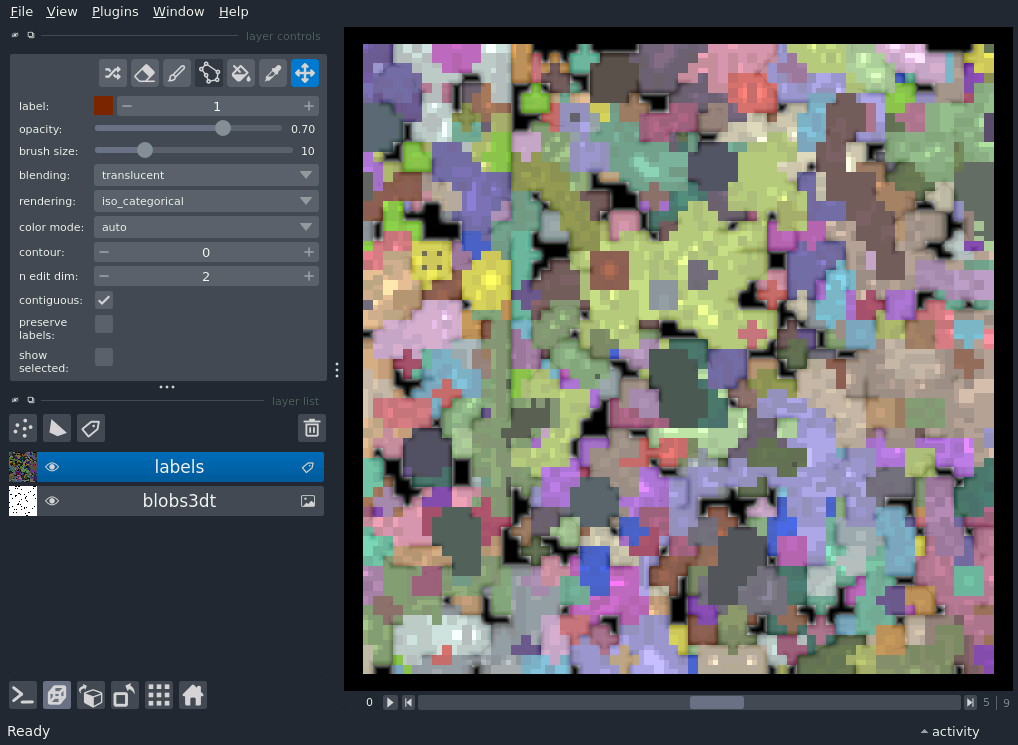 File View Plugins Window Help
layer controls
label: 1
opacity: 0.70
brush size: 10
blending: translucent
rendering: iso_categorical
color mode: auto
contour: 0
n edit dim: 2
contiguous:
preserve
labels:
show
selected:
layer list
labels
blobs3dt
0 5 9
Ready activity